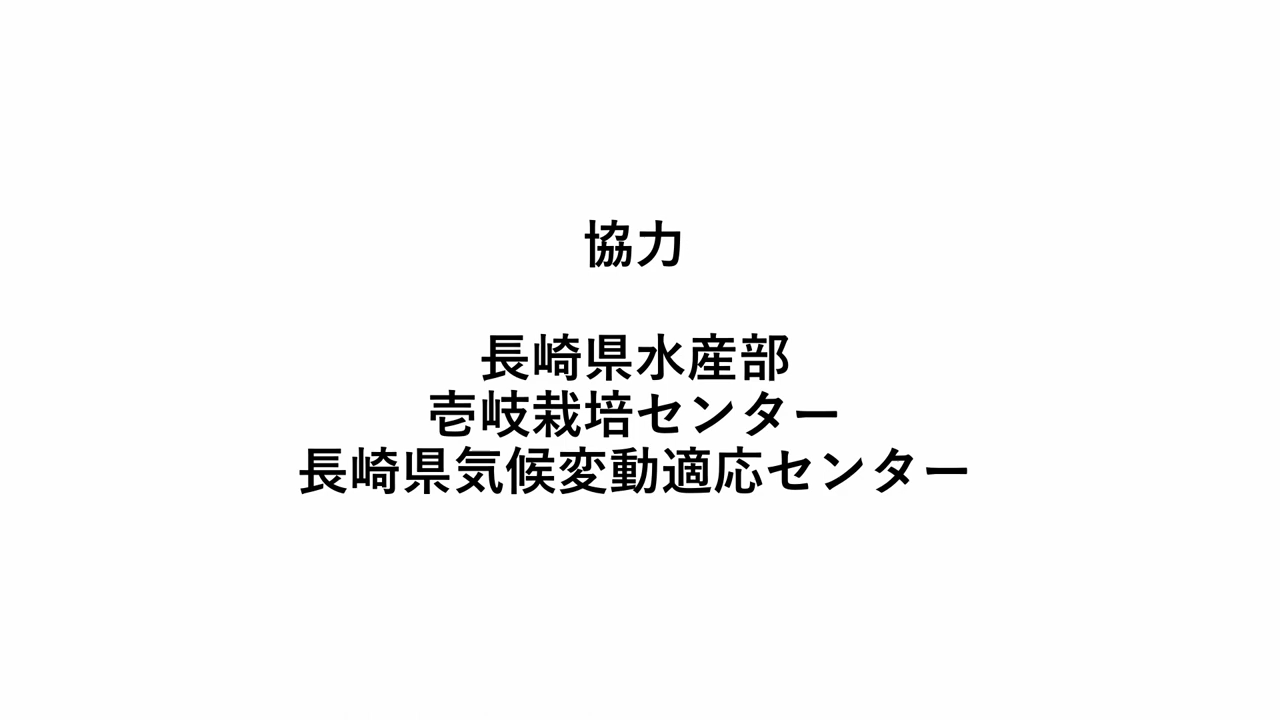 協力
長崎県水産部
壱岐栽培センター
長崎県気候変動適応センター